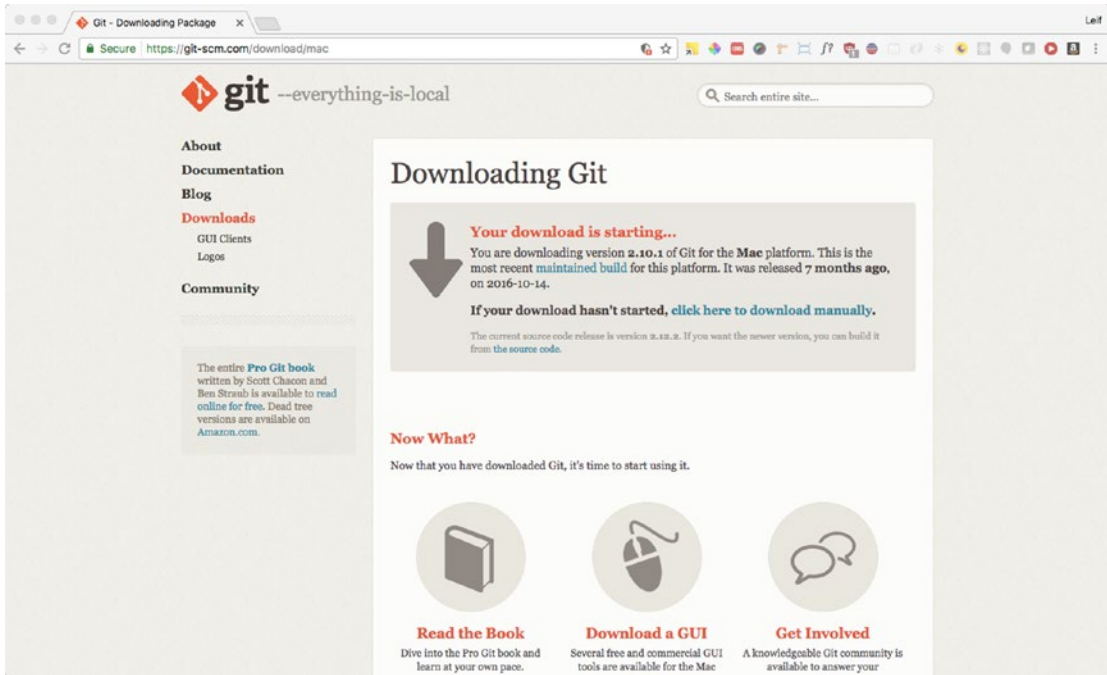 Git - Downloading Package
Leif
Secure https://git-scm.com/download/mac
git --everything-is-local
Search entire site...
About
Documentation
Blog
Downloads
GUI Clients
Logos
Community
The entire Pro Git book
written by Scott Chacon and
Ben Straub is available to read
online for free. Dead tree
versions are available on
Amazon.com.
Downloading Git
Your download is starting...
You are downloading version 2.10.1 of Git for the Mac platform. This is the
most recent maintained build for this platform. It was released 7 months ago,
on 2016-10-14.
If your download hasn't started, click here to download manually.
The current source code release is version 2.12.2. If you want the newer version, you can build it
from the source code.
Now What?
Now that you have downloaded Git, it's time to start using it.
Read the Book
Dive into the Pro Git book and
learn at your own pace.
Download a GUI
Several free and commercial GUI
tools are available for the Mac
Get Involved
A knowledgeable Git community is
available to answer your